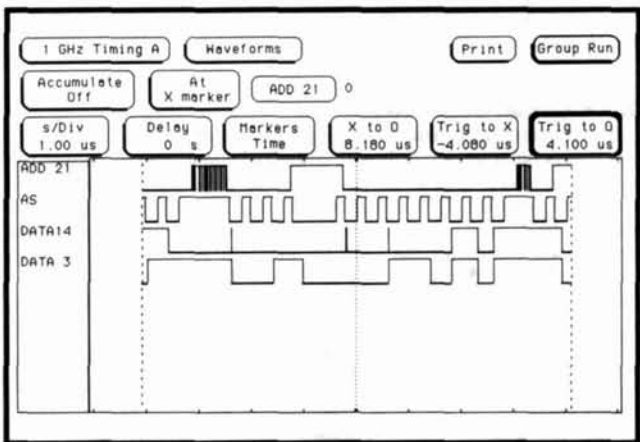 1 GHz Timing A Waveforms Print Group Run
Accumulate Off At X marker ADD 21 0
s/Div 1.00 us Delay 0 s Markers Time X to O 8.180 us Trig to X -4.080 us Trig to O 4.100 us
ADD 21
AS
DATA14
DATA 3